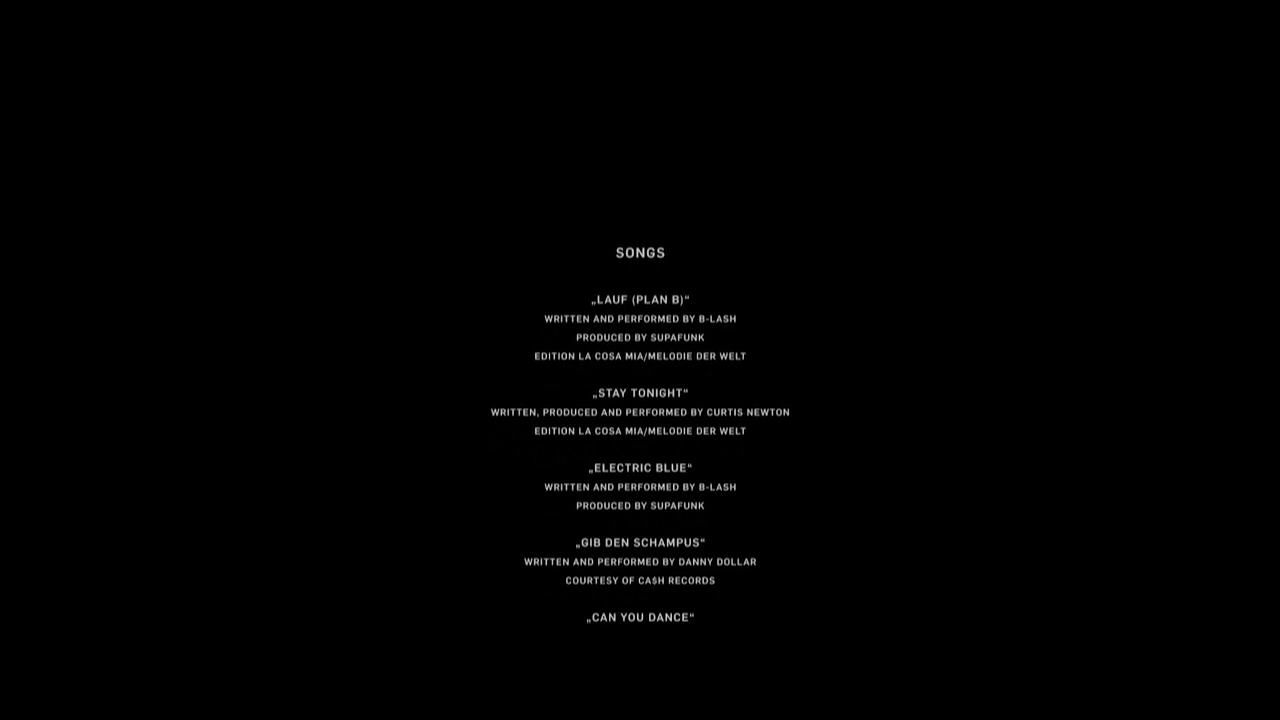 SONGS
„LAUF (PLAN B)“
WRITTEN AND PERFORMED BY B-LASH
PRODUCED BY SUPAFUNK
EDITION LA COSA MIA/MELODIE DER WELT
„STAY TONIGHT“
WRITTEN, PRODUCED AND PERFORMED BY CURTIS NEWTON
EDITION LA COSA MIA/MELODIE DER WELT
„ELECTRIC BLUE“
WRITTEN AND PERFORMED BY B-LASH
PRODUCED BY SUPAFUNK
„GIB DEN SCHAMPUS“
WRITTEN AND PERFORMED BY DANNY DOLLAR
COURTESY OF CA$H RECORDS
„CAN YOU DANCE“